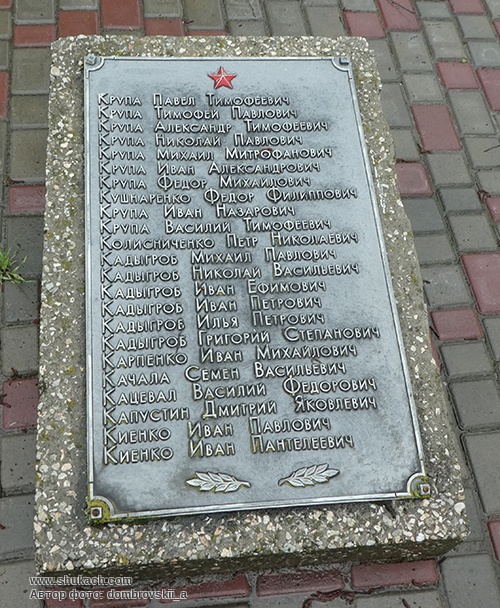 Крупа Павел Тимофеевич
Крупа Тимофей Павлович
Крупа Александр Тимофеевич
Крупа Николай Павлович
Крупа Михаил Митрофанович
Крупа Иван Александрович
Крупа Федор Михайлович
Кушнаренко Федор Филиппович
Крупа Иван Назарович
Крупа Василий Тимофеевич
Колисниченко Петр Николаевич
Кадыгроб Михаил Павлович
Кадыгроб Николай Васильевич
Кадыгроб Иван Ефимович
Кадыгроб Иван Петрович
Кадыгроб Илья Петрович
Кадыгроб Григорий Степанович
Карпенко Иван Михайлович
Качала Семен Васильевич
Кацевал Василий Федорович
Капустин Дмитрий Яковлевич
Киенко Иван Павлович
Киенко Иван Пантелеевич
www.shukach.com
Автор фото: dombrovskii_a